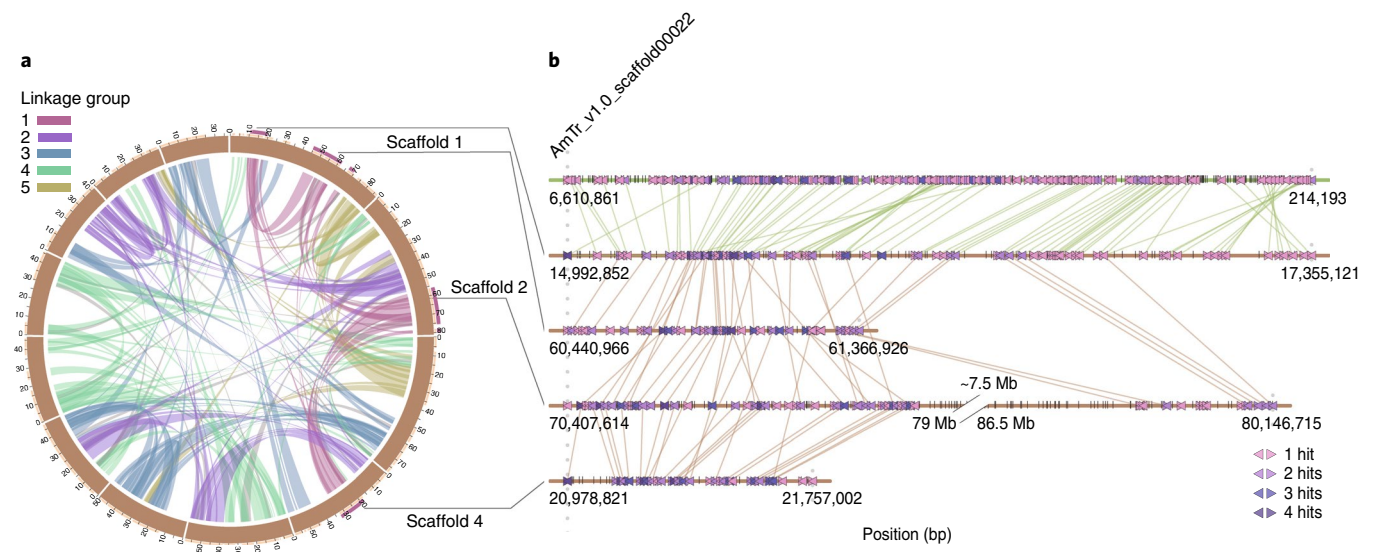 a
b
AmTr_v1.0_scaffold00022
Linkage group
1
2
3
4
5
Scaffold 1
6,610,861
214,193
14,992,852
17,355,121
Scaffold 2
60,440,966
61,366,926
~7.5 Mb
70,407,614
79 Mb
86.5 Mb
80,146,715
1 hit
2 hits
3 hits
4 hits
20,978,821
21,757,002
Scaffold 4
Position (bp)